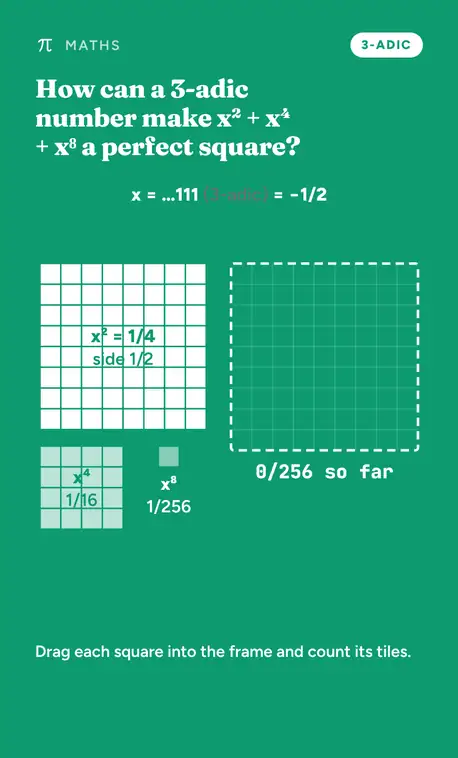 π MATHS
3-ADIC
How can a 3-adic
number make x² + x⁴
+ x⁸ a perfect square?
x = …111 (3-adic) = −1/2
x² = 1/4
side 1/2
x⁴
1/16
x⁸
1/256
0/256 so far
Drag each square into the frame and count its tiles.